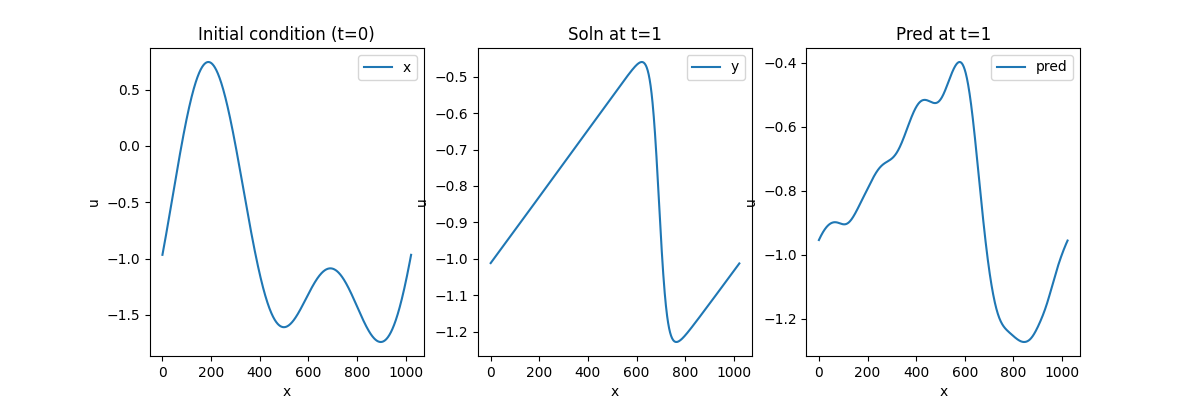 Initial condition (t=0)
x
0.5
0.0
−0.5
−1.0
−1.5
u
0 200 400 600 800 1000
x
Soln at t=1
y
−0.5
−0.6
−0.7
−0.8
−0.9
−1.0
−1.1
−1.2
u
0 200 400 600 800 1000
x
Pred at t=1
pred
−0.4
−0.6
−0.8
−1.0
−1.2
u
0 200 400 600 800 1000
x